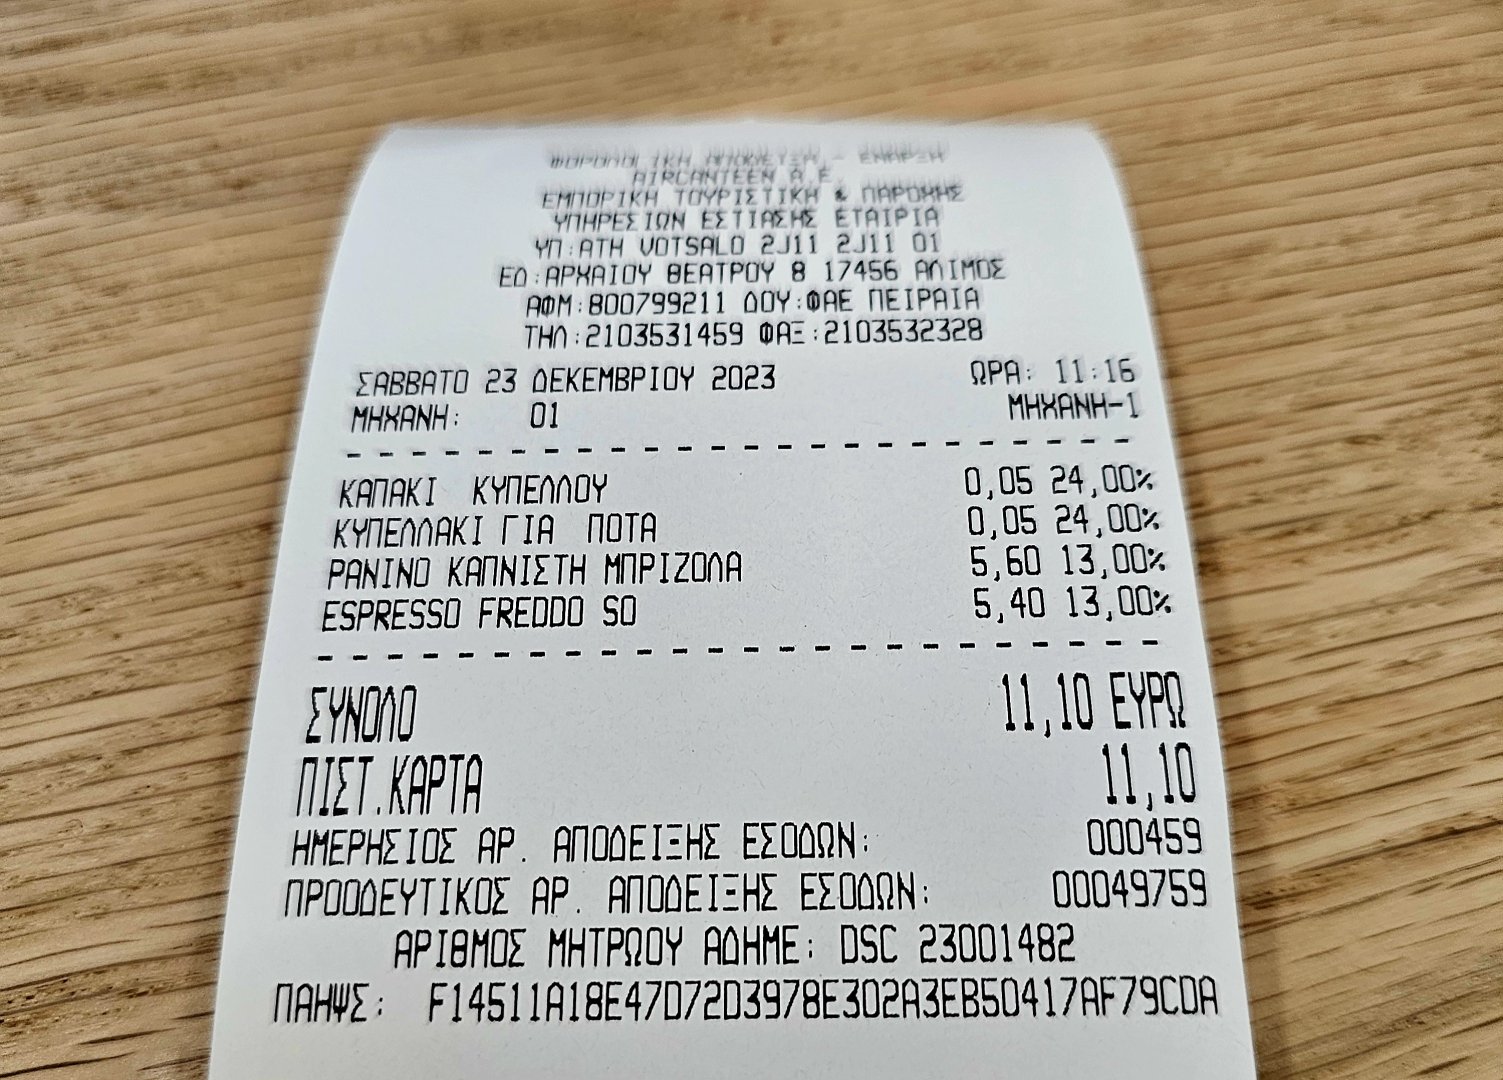 ΦΟΡΟΛΟΓΙΚΗ ΑΠΟΔΕΙΞΗ - ΕΝΑΡΞΗ
AIRCANTEEN A.E.
ΕΜΠΟΡΙΚΗ ΤΟΥΡΙΣΤΙΚΗ & ΠΑΡΟΧΗΣ
ΥΠΗΡΕΣΙΩΝ ΕΣΤΙΑΣΗΣ ΕΤΑΙΡΙΑ
ΥΠ:ATH VOTSALO 2J11 2J11 01
ΕΔ:ΑΡΧΑΙΟΥ ΘΕΑΤΡΟΥ 8 17456 ΑΛΙΜΟΣ
ΑΦΜ:800799211 ΔΟΥ:ΦΑΕ ΠΕΙΡΑΙΑ
ΤΗΛ:2103531459 ΦΑΞ:2103532328
ΣΑΒΒΑΤΟ 23 ΔΕΚΕΜΒΡΙΟΥ 2023 ΩΡΑ: 11:16
ΜΗΧΑΝΗ: 01 ΜΗΧΑΝΗ-1
ΚΑΠΑΚΙ ΚΥΠΕΛΛΟΥ 0,05 24,00%
ΚΥΠΕΛΛΑΚΙ ΓΙΑ ΠΟΤΑ 0,05 24,00%
PANINO ΚΑΠΝΙΣΤΗ ΜΠΡΙΖΟΛΑ 5,60 13,00%
ESPRESSO FREDDO SO 5,40 13,00%
ΣΥΝΟΛΟ 11,10 ΕΥΡΩ
ΠΙΣΤ.ΚΑΡΤΑ 11,10
ΗΜΕΡΗΣΙΟΣ ΑΡ. ΑΠΟΔΕΙΞΗΣ ΕΣΟΔΩΝ: 000459
ΠΡΟΟΔΕΥΤΙΚΟΣ ΑΡ. ΑΠΟΔΕΙΞΗΣ ΕΣΟΔΩΝ: 00049759
ΑΡΙΘΜΟΣ ΜΗΤΡΩΟΥ ΑΔΗΜΕ: DSC 23001482
ΠΑΗΨΣ: F14511A18E47D72D3978E302A3EB50417AF79CDA